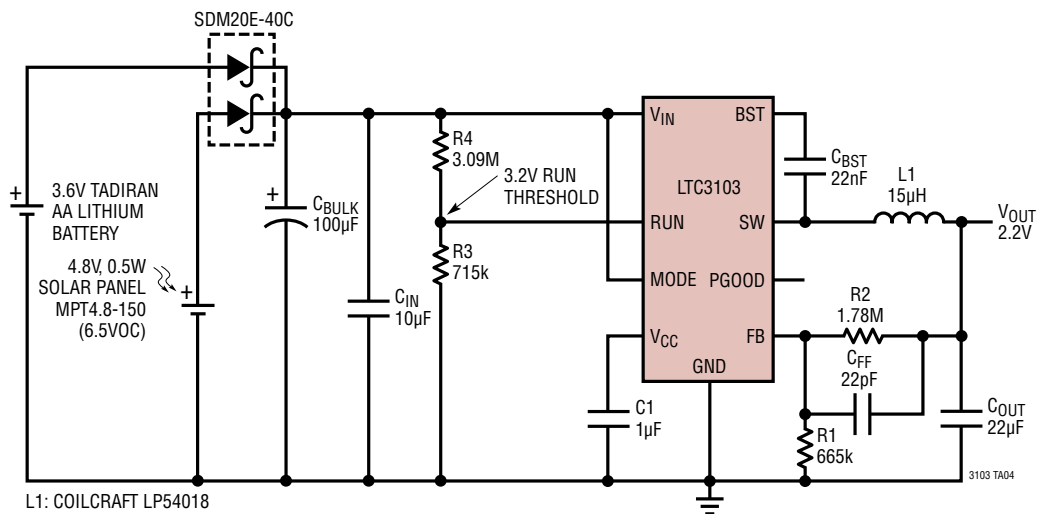 SDM20E-40C
+
3.6V TADIRAN
AA LITHIUM
BATTERY
4.8V, 0.5W
SOLAR PANEL
MPT4.8-150
(6.5VOC)
+
+
CBULK
100µF
CIN
10µF
R4
3.09M
3.2V RUN
THRESHOLD
R3
715k
VIN
BST
LTC3103
RUN
SW
MODE
PGOOD
VCC
FB
GND
C1
1µF
CBST
22nF
L1
15µH
VOUT
2.2V
R2
1.78M
CFF
22pF
R1
665k
COUT
22µF
3103 TA04
L1: COILCRAFT LP54018